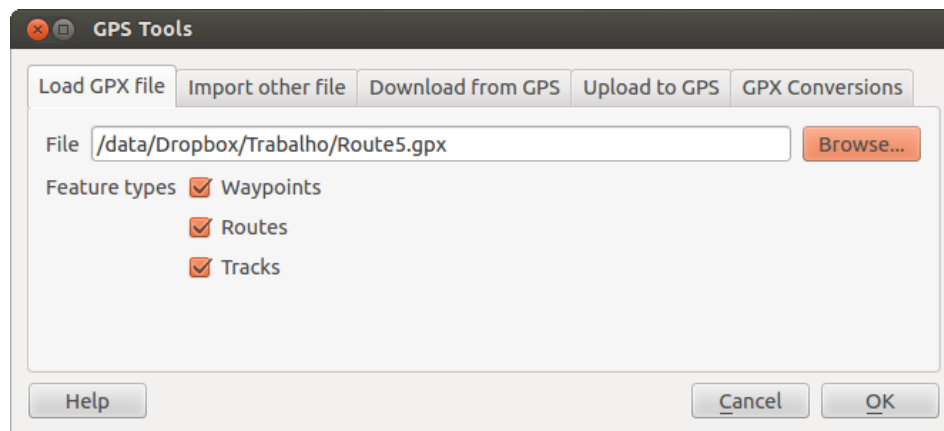 GPS Tools
Load GPX file Import other file Download from GPS Upload to GPS GPX Conversions
File /data/Dropbox/Trabalho/Route5.gpx Browse...
Feature types Waypoints
Routes
Tracks
Help Cancel OK